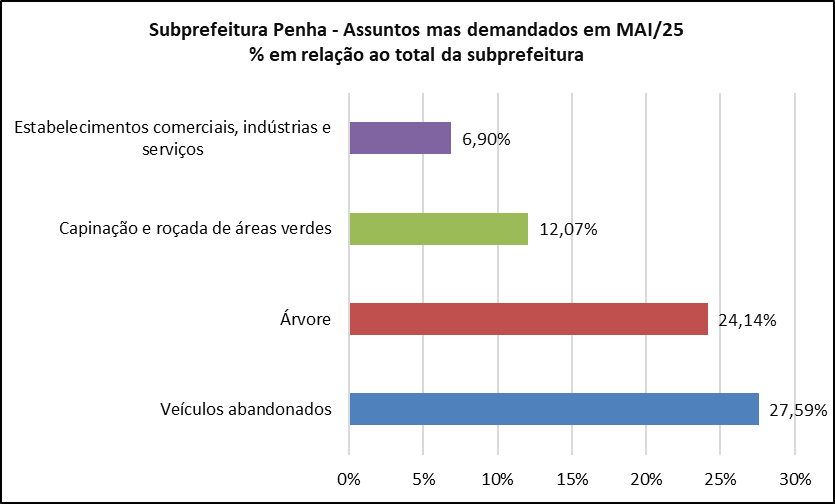 Subprefeitura Penha - Assuntos mas demandados em MAI/25
% em relação ao total da subprefeitura
Estabelecimentos comerciais, indústrias e
serviços
6,90%
Capinação e roçada de áreas verdes
12,07%
Árvore
24,14%
Veículos abandonados
27,59%
0% 5% 10% 15% 20% 25% 30%